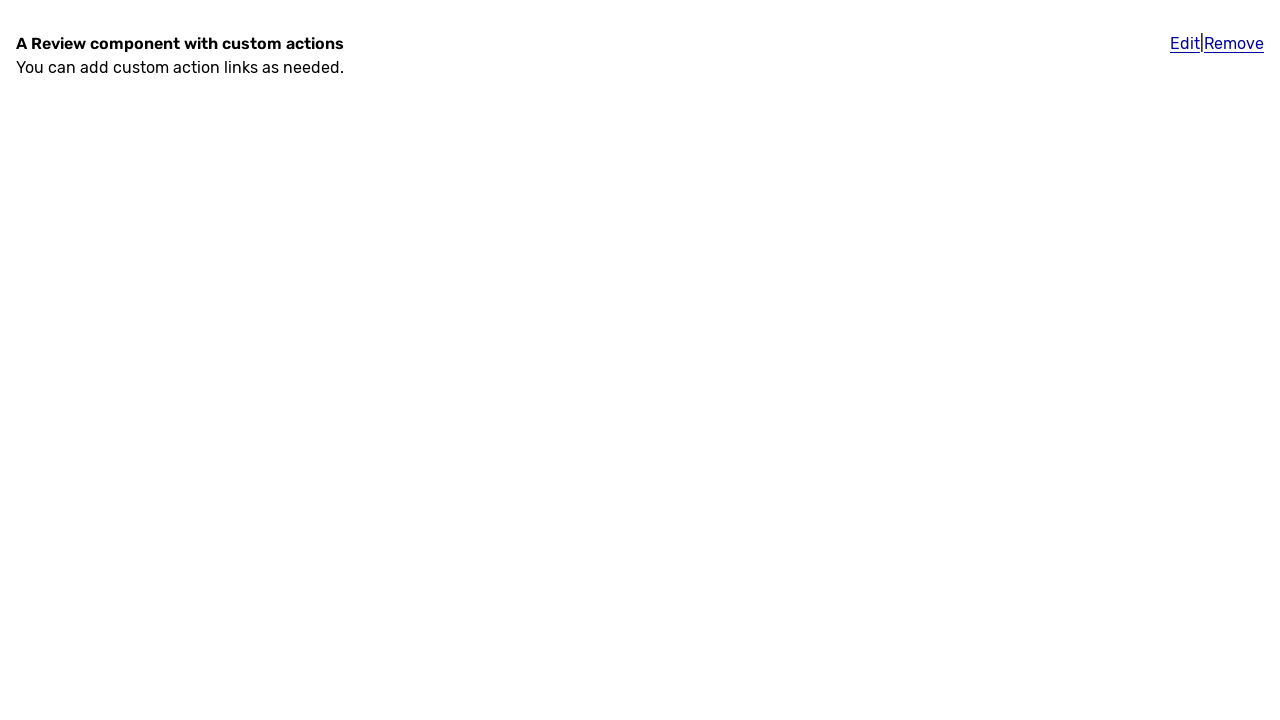 A Review component with custom actions
Edit|Remove
You can add custom action links as needed.